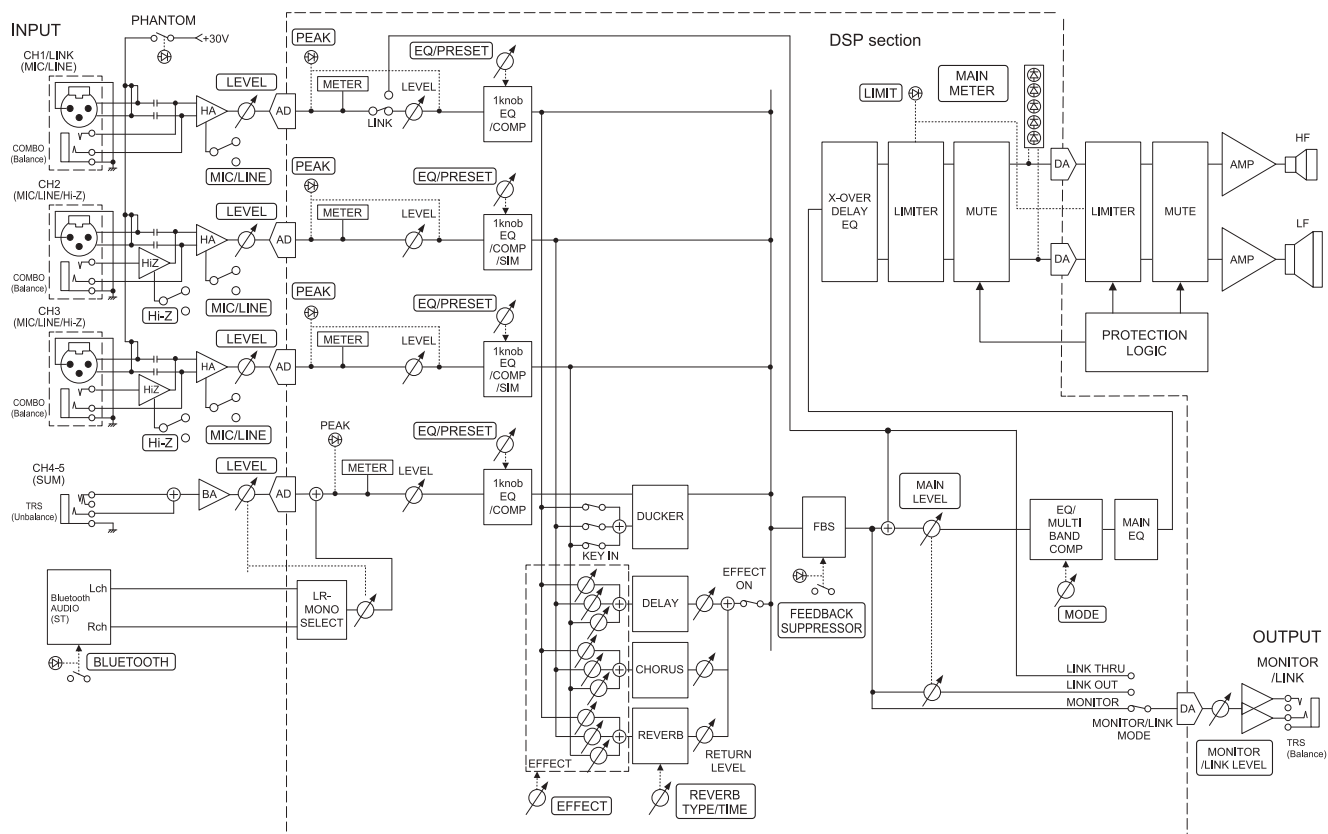 INPUT
PHANTOM
+30V
CH1/LINK
(MIC/LINE)
COMBO
(Balance)
HA
LEVEL
MIC/LINE
AD
PEAK
METER
LINK
LEVEL
EQ/PRESET
1knob
EQ
/COMP
CH2
(MIC/LINE/Hi-Z)
COMBO
(Balance)
HiZ
Hi-Z
HA
LEVEL
MIC/LINE
AD
PEAK
METER
LEVEL
EQ/PRESET
1knob
EQ
/COMP
/SIM
CH3
(MIC/LINE/Hi-Z)
COMBO
(Balance)
HiZ
Hi-Z
HA
LEVEL
MIC/LINE
AD
PEAK
METER
LEVEL
EQ/PRESET
1knob
EQ
/COMP
/SIM
CH4-5
(SUM)
TRS
(Unbalance)
BA
LEVEL
AD
PEAK
METER
LEVEL
EQ/PRESET
1knob
EQ
/COMP
Bluetooth
AUDIO
(ST)
Lch
Rch
BLUETOOTH
LR-
MONO
SELECT
KEY IN
DUCKER
DELAY
CHORUS
REVERB
EFFECT
EFFECT
EFFECT
ON
RETURN
LEVEL
REVERB
TYPE/TIME
DSP section
LIMIT
MAIN
METER
X-OVER
DELAY
EQ
LIMITER
MUTE
DA
DA
LIMITER
MUTE
AMP
AMP
HF
LF
PROTECTION
LOGIC
FBS
FEEDBACK
SUPPRESSOR
MAIN
LEVEL
EQ/
MULTI
BAND
COMP
MAIN
EQ
MODE
LINK THRU
LINK OUT
MONITOR
MONITOR/LINK
MODE
DA
MONITOR
/LINK LEVEL
OUTPUT
MONITOR
/LINK
TRS
(Balance)